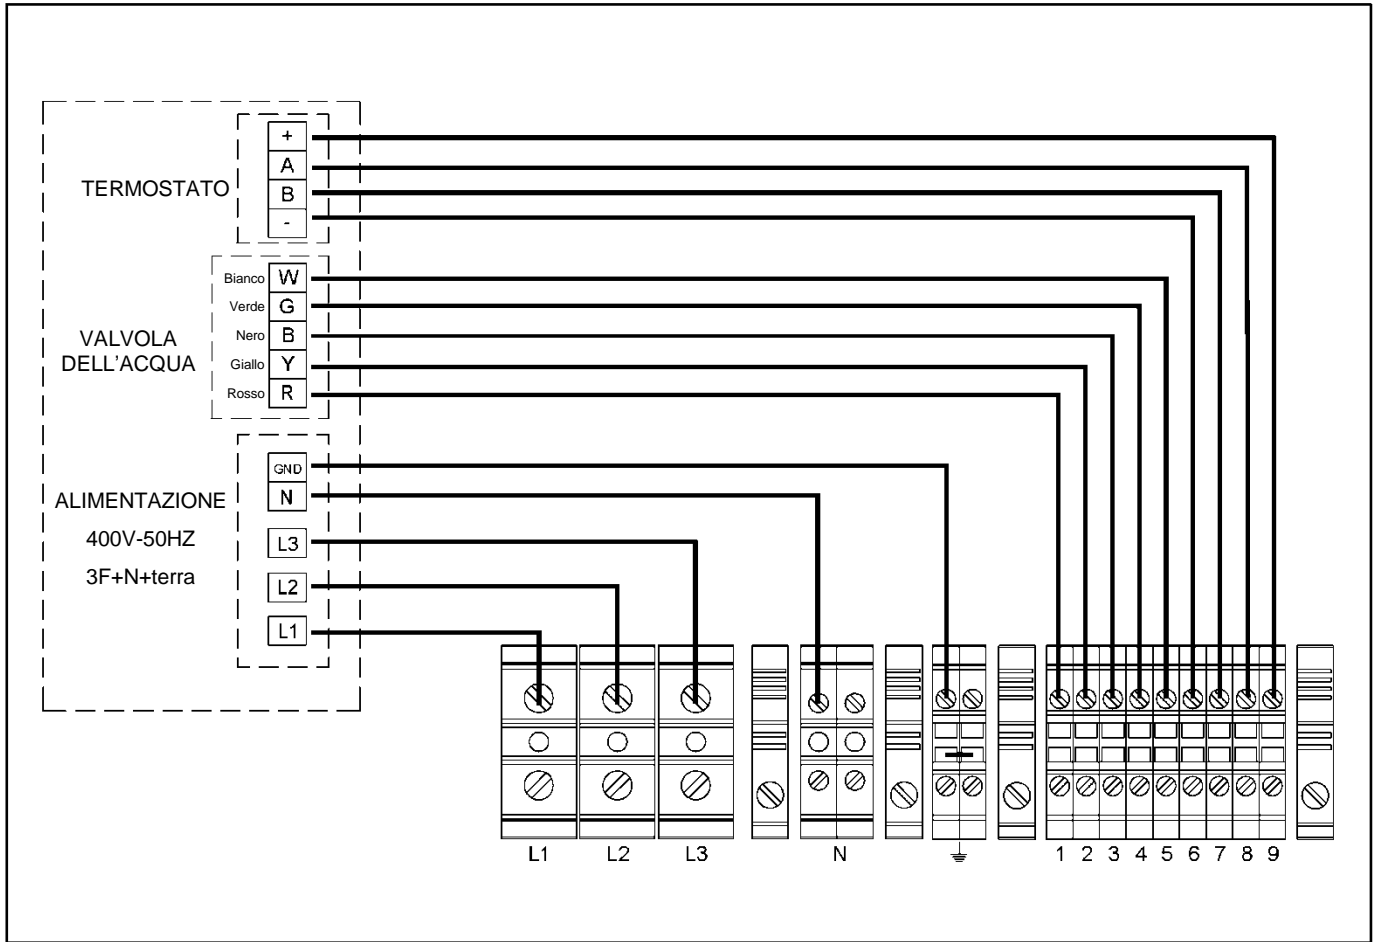 TERMOSTATO
+
A
B
-
VALVOLA
DELL'ACQUA
Bianco W
Verde G
Nero B
Giallo Y
Rosso R
ALIMENTAZIONE
400V-50HZ
3F+N+terra
GND
N
L3
L2
L1
L1 L2 L3 N 1 2 3 4 5 6 7 8 9